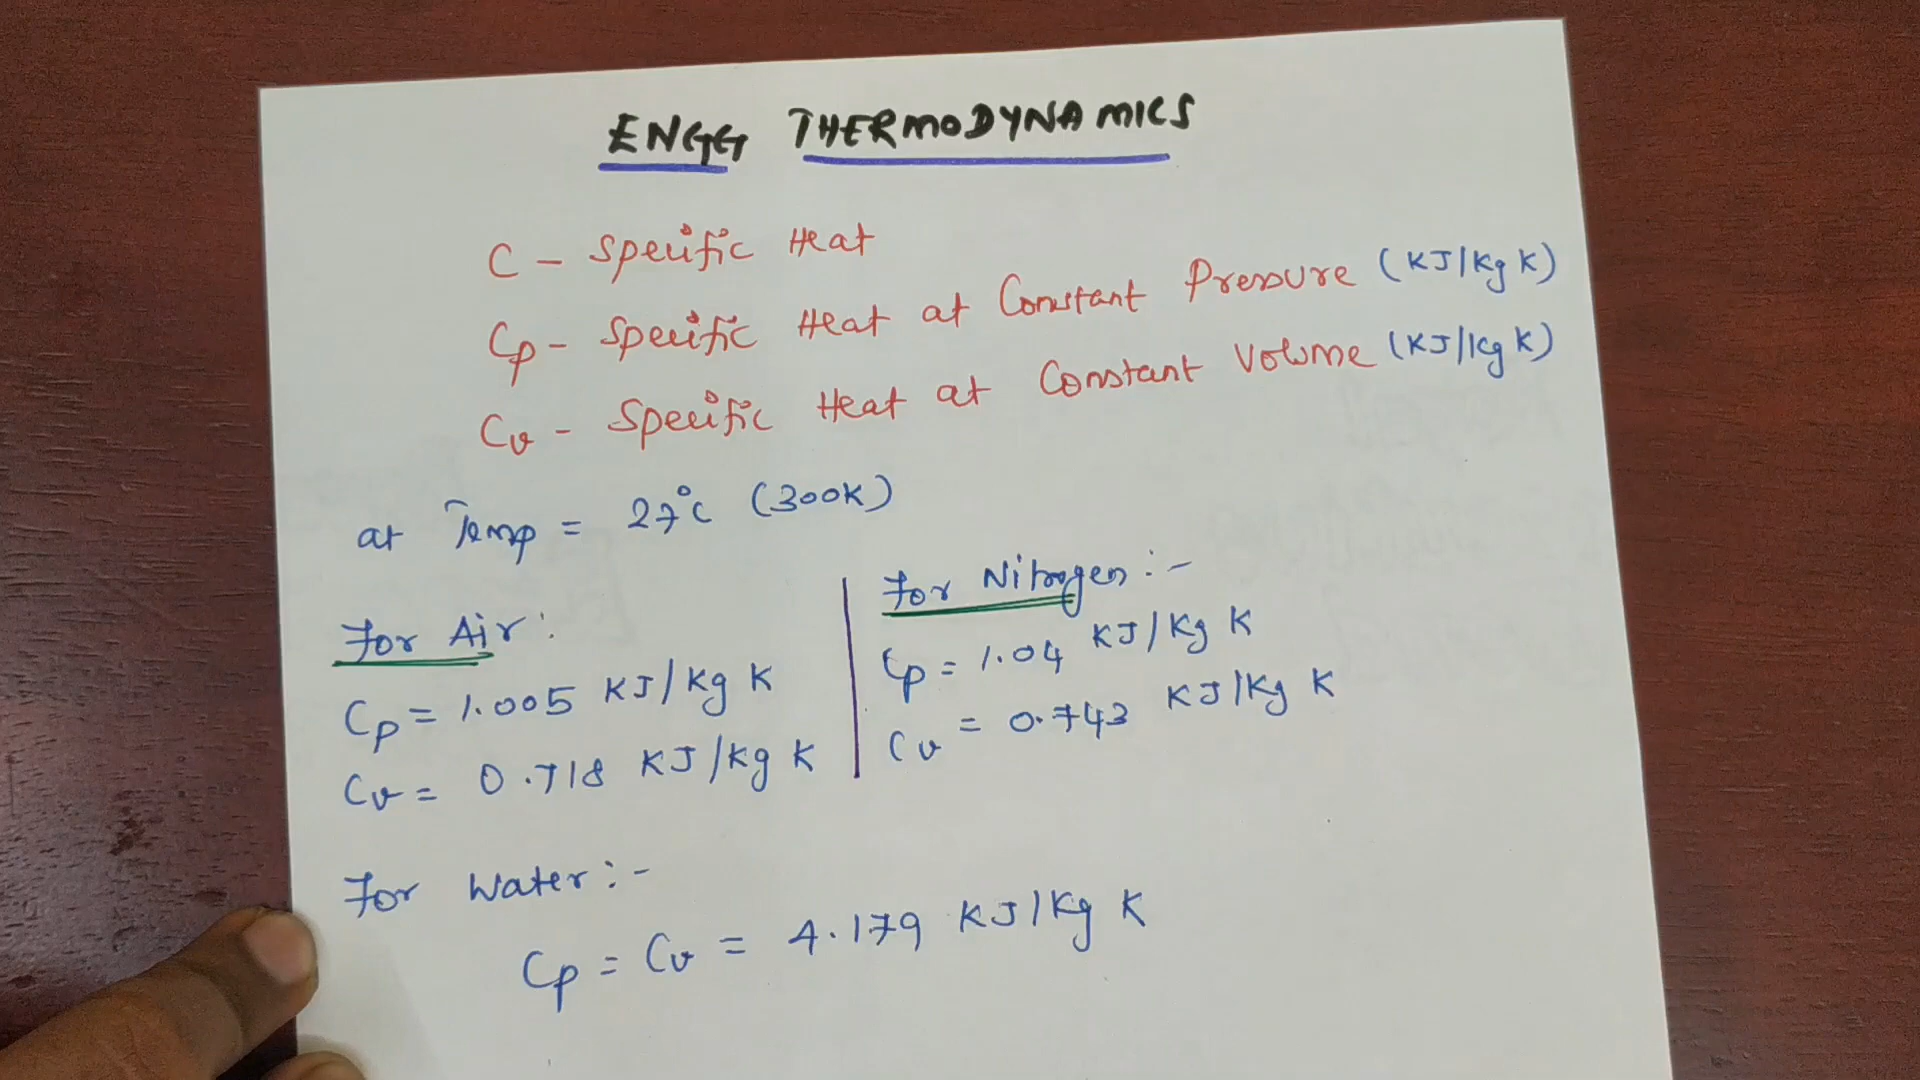 ENGG THERMODYNAMICS
C - Specific Heat
Cp - Specific Heat at Constant Pressure (KJ/Kg K)
Cv - Specific Heat at Constant Volume (KJ/Kg K)
at Temp = 27°C (300K)
For Air:
Cp = 1.005 KJ/Kg K
Cv = 0.718 KJ/Kg K
For Nitrogen:-
Cp = 1.04 KJ/Kg K
Cv = 0.743 KJ/Kg K
For Water:-
Cp = Cv = 4.179 KJ/Kg K